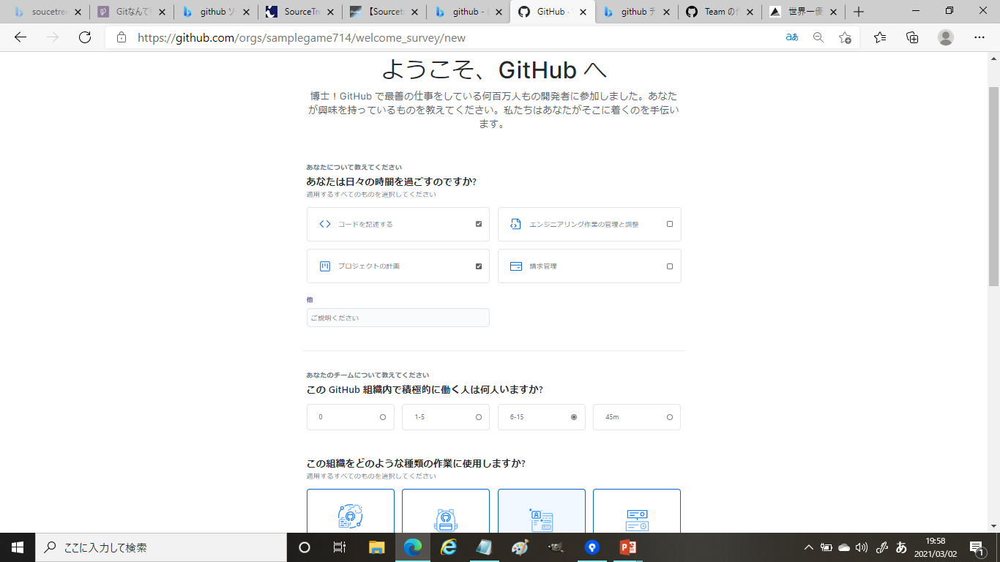 soucetree
Gitなんて
github ソ
SourceTre
【Sourcet
github - B
GitHub ·
github チ
Team の作
世界一優
https://github.com/orgs/samplegame714/welcome_survey/new
aあ
ようこそ、GitHub へ
博士！GitHub で最善の仕事をしている何百万人もの開発者に参加しました。あなた
が興味を持っているものを教えてください。私たちはあなたがそこに着くのを手伝い
ます。
あなたについて教えてください
あなたは日々の時間を過ごすのですか?
適用するすべてのものを選択してください
コードを記述する
エンジニアリング作業の管理と調整
プロジェクトの計画
請求管理
他
ご説明ください
あなたのチームについて教えてください
この GitHub 組織内で積極的に働く人は何人いますか?
0
1-5
6-15
45m
この組織をどのような種類の作業に使用しますか?
適用するすべてのものを選択してください
ここに入力して検索
あ
19:58
2021/03/02
1